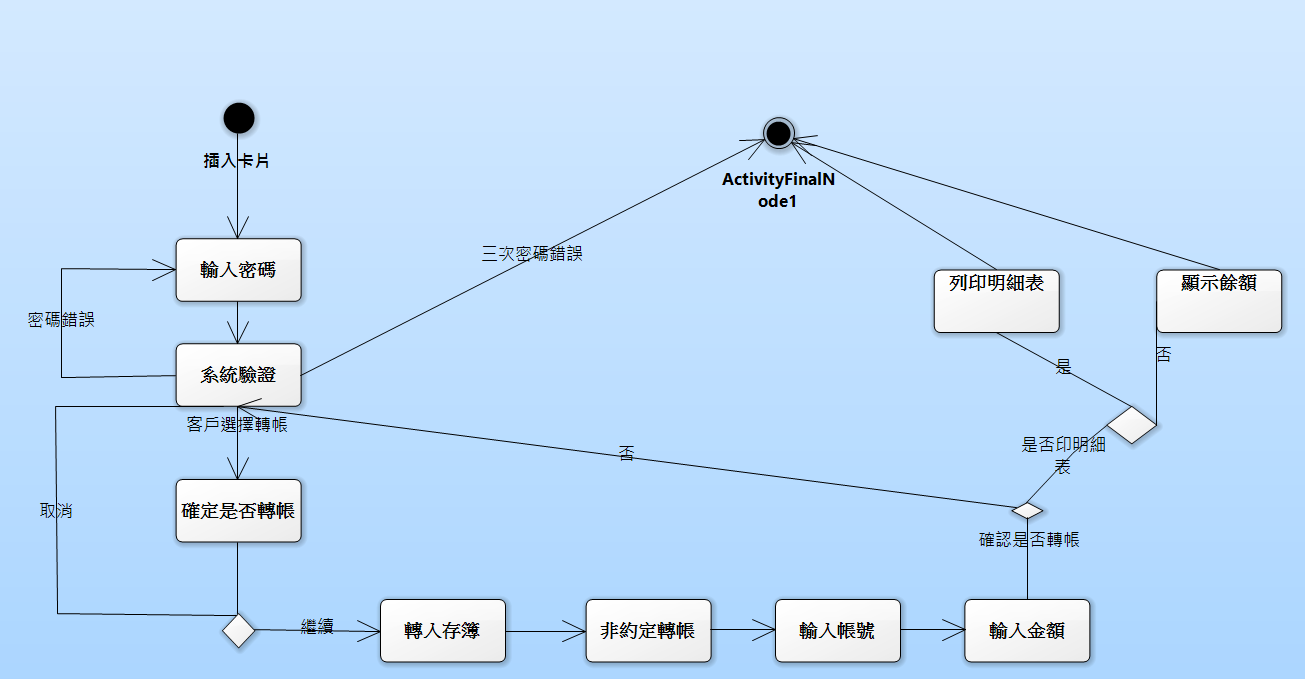 插入卡片
ActivityFinalN
ode1
輸入密碼
三次密碼錯誤
列印明細表
顯示餘額
密碼錯誤
系統驗證
是
否
客戶選擇轉帳
否
是否印明細
表
取消
確定是否轉帳
確認是否轉帳
繼續
轉入存簿
非約定轉帳
輸入帳號
輸入金額